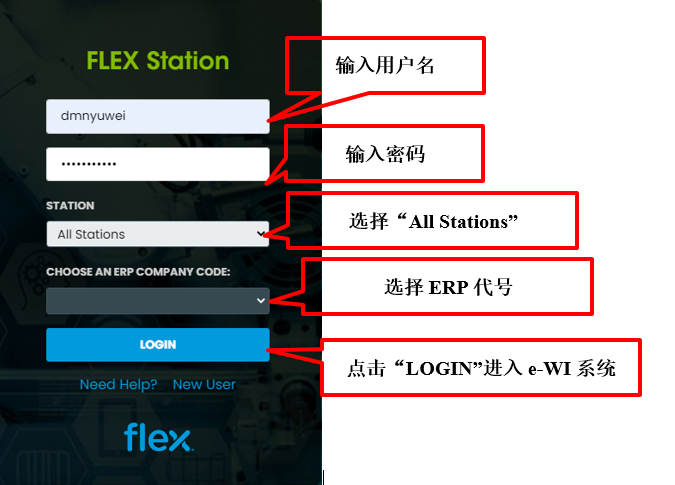 FLEX Station
输入用户名
dmnyuwei
•••••••••••
输入密码
STATION
All Stations
选择“All Stations”
CHOOSE AN ERP COMPANY CODE:
选择 ERP 代号
LOGIN
点击“LOGIN”进入 e-WI 系统
Need Help? New User
flex